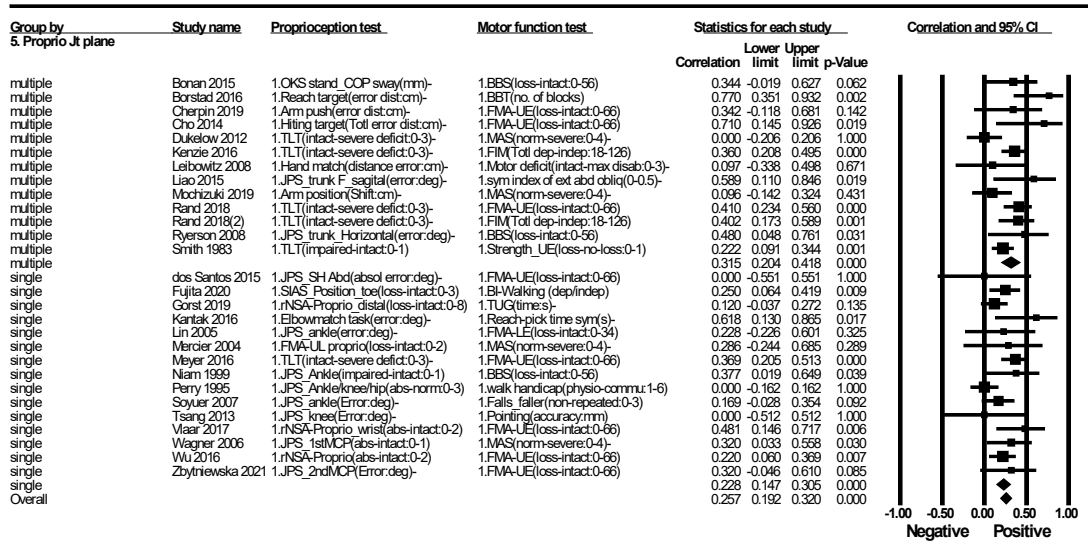 Group by Study name Proprioception test Motor function test Statistics for each study Correlation and 95% CI
5. Proprio Jt plane
Lower Upper
Correlation limit limit p-Value
multiple Bonan 2015 1.OKS stand_COP sway(mm)- 1.BBS(loss-intact:0-56) 0.344 -0.019 0.627 0.062
multiple Borstad 2016 1.Reach target(error dist:cm)- 1.BBT(no. of blocks) 0.770 0.351 0.932 0.002
multiple Cherpin 2019 1.Arm push(error dist:cm)- 1.FMA-UE(loss-intact:0-66) 0.342 -0.118 0.681 0.142
multiple Cho 2014 1.Hiting target(Totl error dist:cm)- 1.FMA-UE(loss-intact:0-66) 0.710 0.145 0.926 0.019
multiple Dukelow 2012 1.TLT(intact-severe deficit:0-3)- 1.MAS(norm-severe:0-4)- 0.000 -0.206 0.206 1.000
multiple Kenzie 2016 1.TLT(intact-severe deficit:0-3)- 1.FIM(Totl dep-indep:18-126) 0.360 0.208 0.495 0.000
multiple Leibowitz 2008 1.Hand match(distance error:cm)- 1.Motor deficit(intact-max disab:0-3)- 0.097 -0.338 0.498 0.671
multiple Liao 2015 1.JPS_trunk F_sagital(error:deg)- 1.sym index of ext abd obliq(0-0.5)- 0.589 0.110 0.846 0.019
multiple Mochizuki 2019 1.Arm position(Shift:cm)- 1.MAS(norm-severe:0-4)- 0.096 -0.142 0.324 0.431
multiple Rand 2018 1.TLT(intact-severe deficit:0-3)- 1.FMA-UE(loss-intact:0-66) 0.410 0.234 0.560 0.000
multiple Rand 2018(2) 1.TLT(intact-severe deficit:0-3)- 1.FIM(Totl dep-indep:18-126) 0.402 0.173 0.589 0.001
multiple Ryerson 2008 1.JPS_trunk_Horizontal(error:deg)- 1.BBS(loss-intact:0-56) 0.480 0.048 0.761 0.031
multiple Smith 1983 1.TLT(impaired-intact:0-1) 1.Strength_UE(loss-no-loss:0-1) 0.222 0.091 0.344 0.001
multiple 0.315 0.204 0.418 0.000
single dos Santos 2015 1.JPS_SH Abd(absol error:deg)- 1.FMA-UE(loss-intact:0-66) 0.000 -0.551 0.551 1.000
single Fujita 2020 1.SIAS_Position_toe(loss-intact:0-3) 1.BI-Walking (dep/indep) 0.250 0.064 0.419 0.009
single Gorst 2019 1.rNSA-Proprio_distal(loss-intact:0-8) 1.TUG(time:s)- 0.120 -0.037 0.272 0.135
single Kantak 2016 1.Elbowmatch task(error:deg)- 1.Reach-pick time sym(s)- 0.618 0.130 0.865 0.017
single Lin 2005 1.JPS_ankle(error:deg)- 1.FMA-LE(loss-intact:0-34) 0.228 -0.226 0.601 0.325
single Mercier 2004 1.FMA-UL proprio(loss-intact:0-2) 1.MAS(norm-severe:0-4)- 0.286 -0.244 0.685 0.289
single Meyer 2016 1.TLT(intact-severe deficit:0-3)- 1.FMA-UE(loss-intact:0-66) 0.369 0.205 0.513 0.000
single Niam 1999 1.JPS_Ankle(impaired-intact:0-1) 1.BBS(loss-intact:0-56) 0.377 0.019 0.649 0.039
single Perry 1995 1.JPS_Ankle/knee/hip(abs-norm:0-3) 1.walk handicap(physio-commu:1-6) 0.000 -0.162 0.162 1.000
single Soyuer 2007 1.JPS_ankle(Error:deg)- 1.Falls_faller(non-repeated:0-3)- 0.169 -0.028 0.354 0.092
single Tsang 2013 1.JPS_knee(Error:deg)- 1.Pointing(accuracy:mm)- 0.000 -0.512 0.512 1.000
single Vlaar 2017 1.rNSA-Proprio_wrist(abs-intact:0-2) 1.FMA-UE(loss-intact:0-66) 0.481 0.146 0.717 0.006
single Wagner 2006 1.JPS_1stMCP(abs-intact:0-1) 1.MAS(norm-severe:0-4)- 0.320 0.033 0.558 0.030
single Wu 2016 1.rNSA-Proprio(abs-intact:0-2) 1.FMA-UE(loss-intact:0-66) 0.220 0.060 0.369 0.007
single Zbytniewska 2021 1.JPS_2ndMCP(Error:deg)- 1.FMA-UE(loss-intact:0-66) 0.320 -0.046 0.610 0.085
single 0.228 0.147 0.305 0.000
Overall 0.257 0.192 0.320 0.000
-1.00 -0.50 0.00 0.50 1.00
Negative Positive